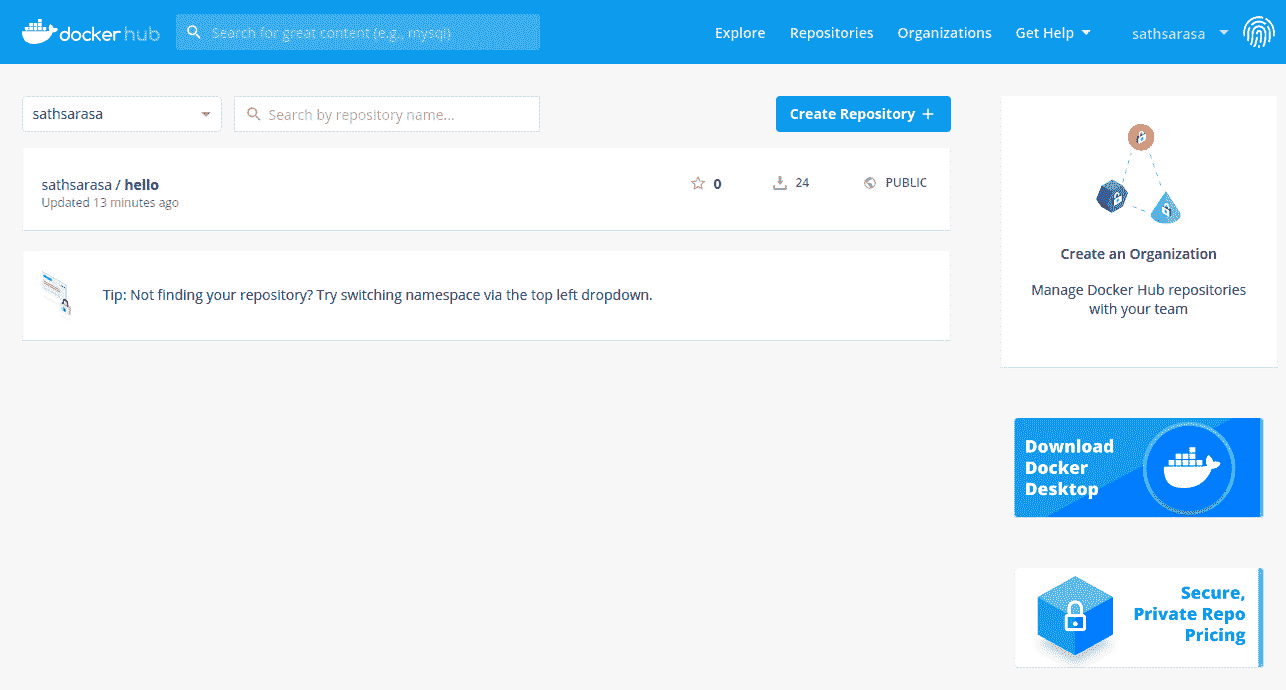 docker hub
Search for great content (e.g., mysql)
Explore
Repositories
Organizations
Get Help
sathsarasa
sathsarasa
Search by repository name...
Create Repository +
sathsarasa / hello
Updated 13 minutes ago
0
24
PUBLIC
Tip: Not finding your repository? Try switching namespace via the top left dropdown.
Create an Organization
Manage Docker Hub repositories
with your team
Download
Docker
Desktop
Secure,
Private Repo
Pricing